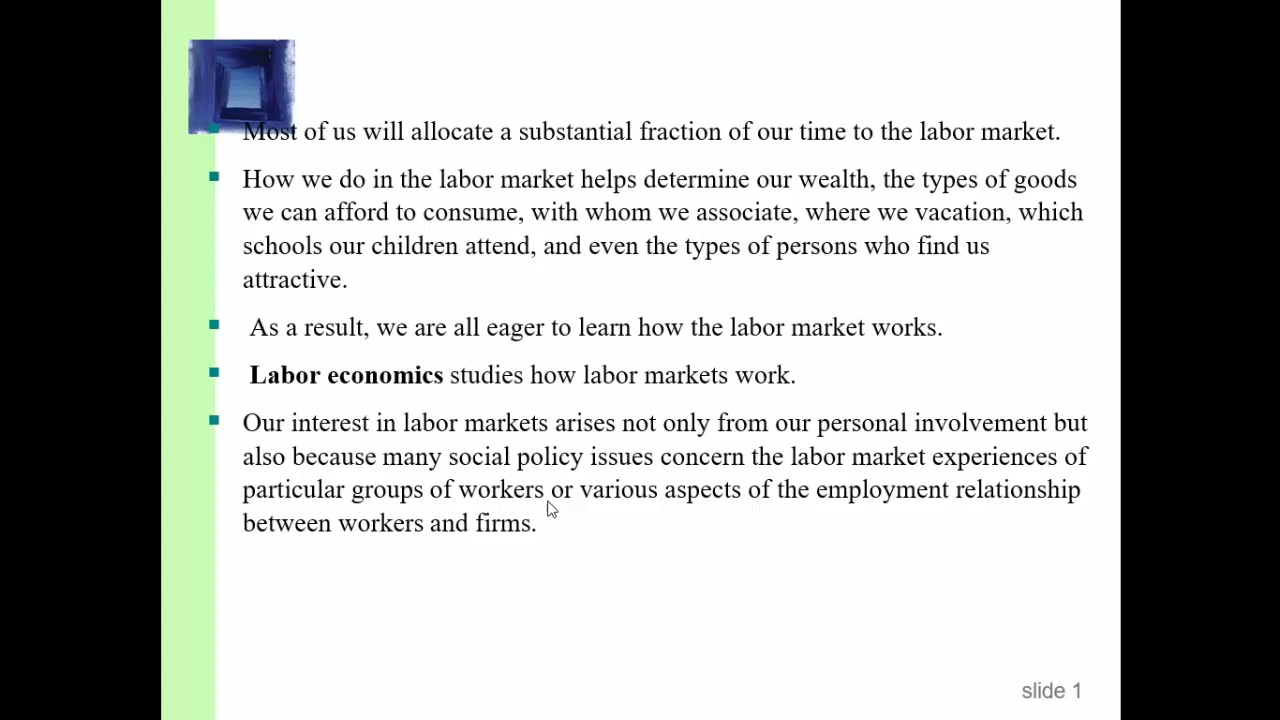 Most of us will allocate a substantial fraction of our time to the labor market.
How we do in the labor market helps determine our wealth, the types of goods
we can afford to consume, with whom we associate, where we vacation, which
schools our children attend, and even the types of persons who find us
attractive.
As a result, we are all eager to learn how the labor market works.
Labor economics studies how labor markets work.
Our interest in labor markets arises not only from our personal involvement but
also because many social policy issues concern the labor market experiences of
particular groups of workers or various aspects of the employment relationship
between workers and firms.
slide 1